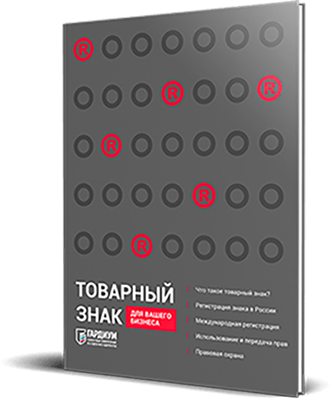 ®
® ®
®
®
®
ТОВАРНЫЙ
ЗНАК
ДЛЯ ВАШЕГО
БИЗНЕСА
ГАРДИУМ
Что такое товарный знак?
Регистрация знака в России
Международная регистрация
Использование и передача прав
Правовая охрана